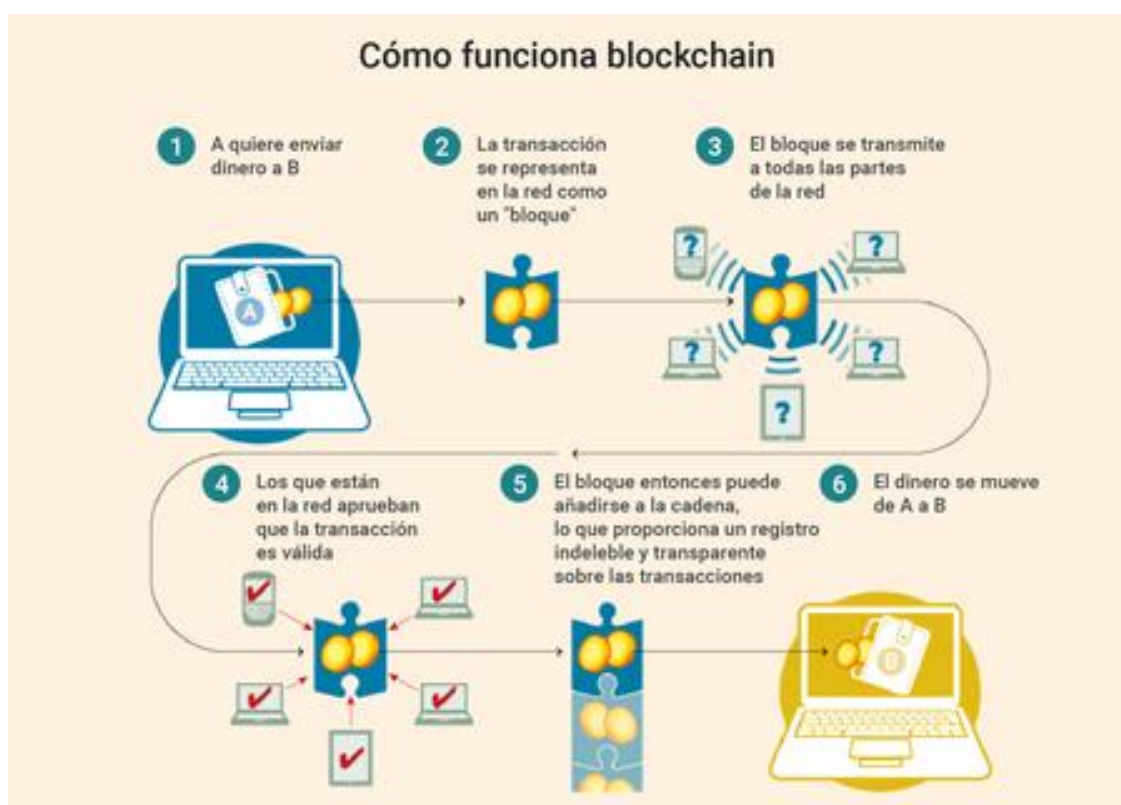 Cómo funciona blockchain
1
A quiere enviar
dinero a B
2
La transacción
se representa
en la red como
un "bloque"
3
El bloque se transmite
a todas las partes
de la red
A
?
?
?
?
?
4
Los que están
en la red aprueban
que la transacción
es válida
5
El bloque entonces puede
añadirse a la cadena,
lo que proporciona un registro
indeleble y transparente
sobre las transacciones
6
El dinero se mueve
de A a B
B